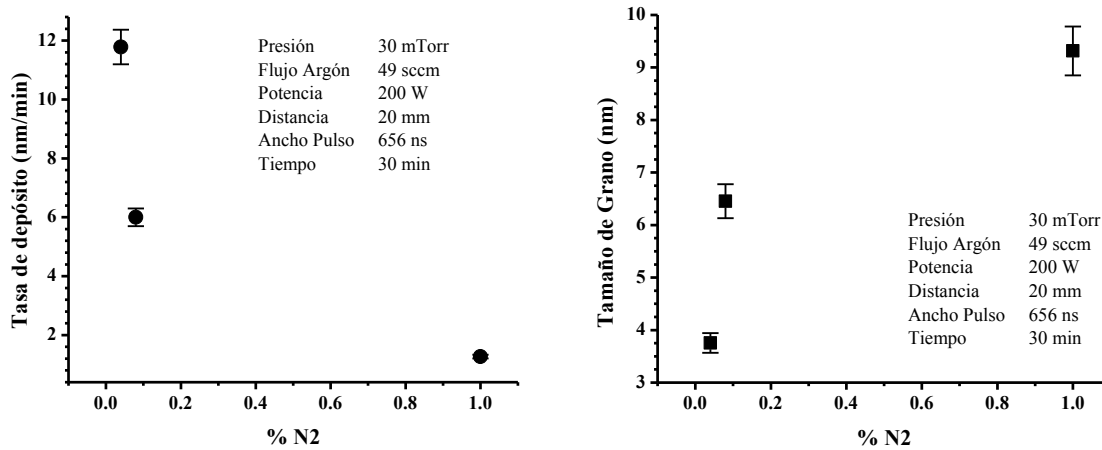 Tasa de depósito (nm/min)
12
10
8
6
4
2
0.0 0.2 0.4 0.6 0.8 1.0
% N2
Presión 30 mTorr
Flujo Argón 49 sccm
Potencia 200 W
Distancia 20 mm
Ancho Pulso 656 ns
Tiempo 30 min
Tamaño de Grano (nm)
10
9
8
7
6
5
4
3
0.0 0.2 0.4 0.6 0.8 1.0
% N2
Presión 30 mTorr
Flujo Argón 49 sccm
Potencia 200 W
Distancia 20 mm
Ancho Pulso 656 ns
Tiempo 30 min